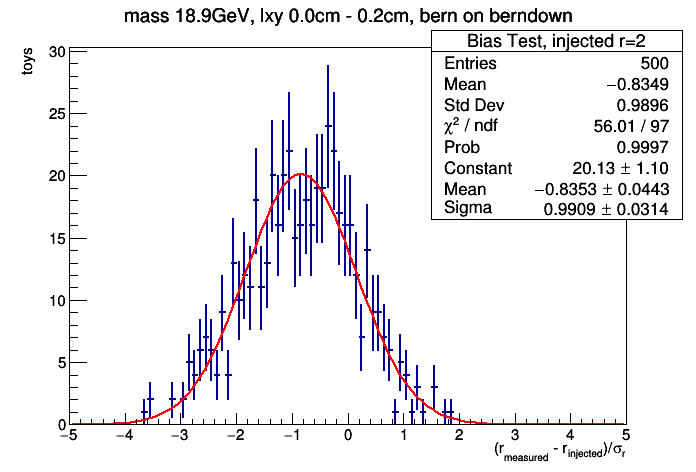 mass 18.9GeV, lxy 0.0cm - 0.2cm, bern on berndown
toys
Bias Test, injected r=2
Entries 500
Mean −0.8349
Std Dev 0.9896
χ² / ndf 56.01 / 97
Prob 0.9997
Constant 20.13 ± 1.10
Mean −0.8353 ± 0.0443
Sigma 0.9909 ± 0.0314
30
25
20
15
10
5
0
−5 −4 −3 −2 −1 0 1 2 3 4 5
(r_measured - r_injected)/σ_r